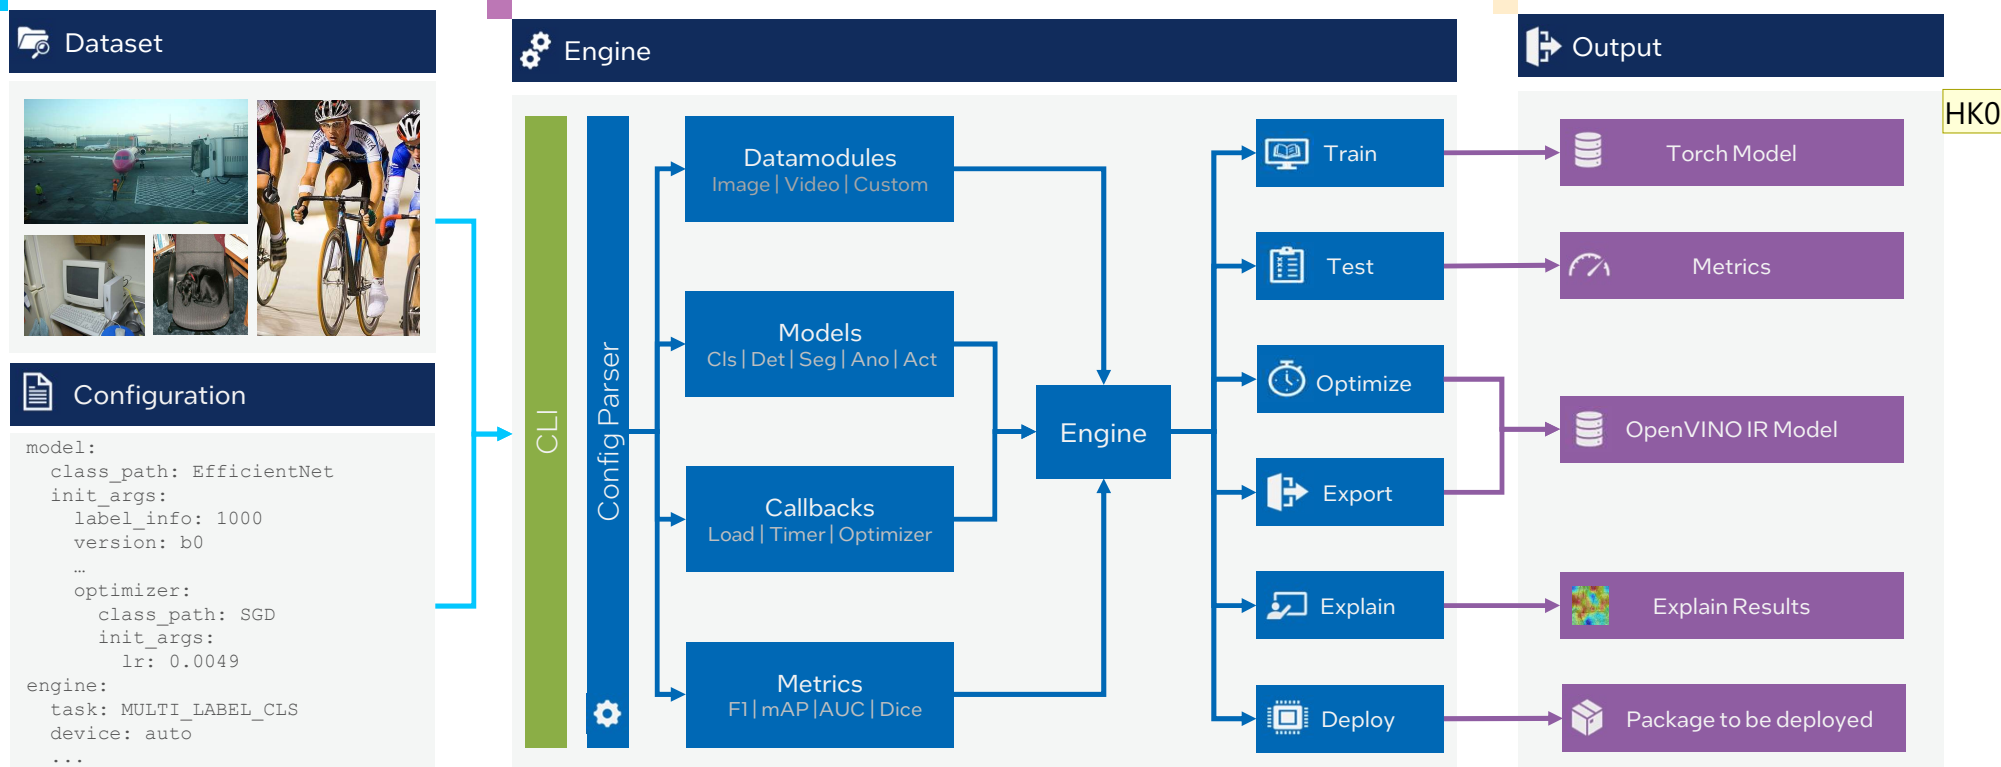 Dataset
Configuration
model:
  class_path: EfficientNet
  init_args:
    label_info: 1000
    version: b0
    …
    optimizer:
      class_path: SGD
      init_args:
        lr: 0.0049
engine:
  task: MULTI_LABEL_CLS
  device: auto
  ...
Engine
CLI
Config Parser
Datamodules
Image | Video | Custom
Models
Cls | Det | Seg | Ano | Act
Callbacks
Load | Timer | Optimizer
Metrics
F1 | mAP |AUC | Dice
Engine
Train
Test
Optimize
Export
Explain
Deploy
Output
HK0
Torch Model
Metrics
OpenVINO IR Model
Explain Results
Package to be deployed